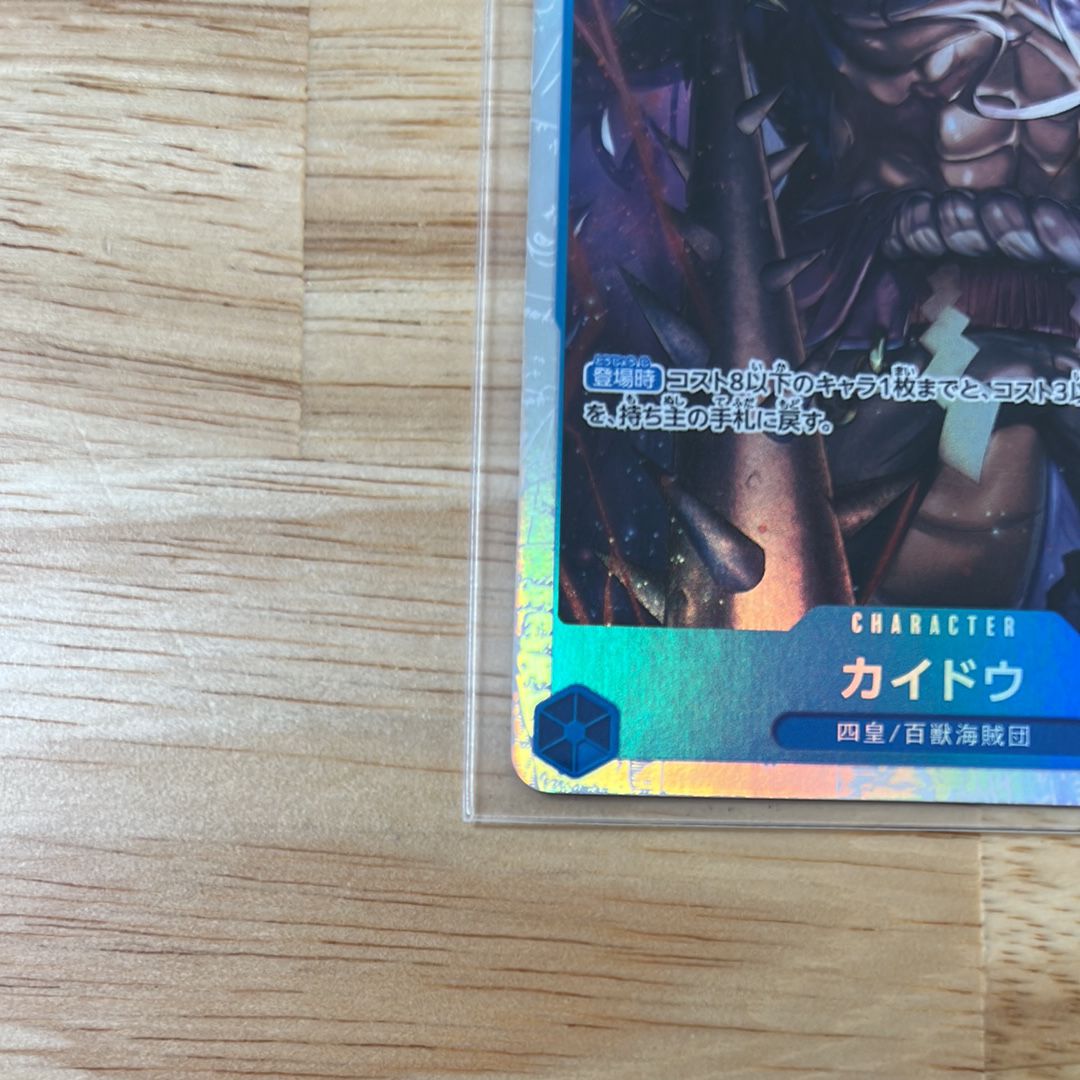 登場時 コスト8以下のキャラ1枚までと、コスト3以
を、持ち主の手札に戻す。
CHARACTER
カイドウ
四皇/百獣海賊団